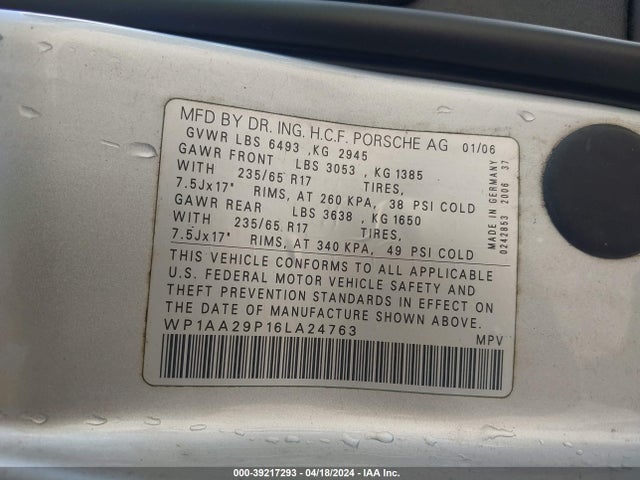 MFD BY DR. ING. H.C.F. PORSCHE AG 01/06
GVWR LBS 6493 , KG 2945
GAWR FRONT LBS 3053 , KG 1385
WITH 235/65 R17 TIRES,
7.5Jx17" RIMS, AT 260 KPA, 38 PSI COLD
GAWR REAR LBS 3638 , KG 1650
WITH 235/65 R17 TIRES,
7.5Jx17" RIMS, AT 340 KPA, 49 PSI COLD
THIS VEHICLE CONFORMS TO ALL APPLICABLE
U.S. FEDERAL MOTOR VEHICLE SAFETY AND
THEFT PREVENTION STANDARDS IN EFFECT ON
THE DATE OF MANUFACTURE SHOWN ABOVE.
WP1AA29P16LA24763
MPV
MADE IN GERMANY
0242853 2006 37
000-39217293 - 04/18/2024 - IAA Inc.